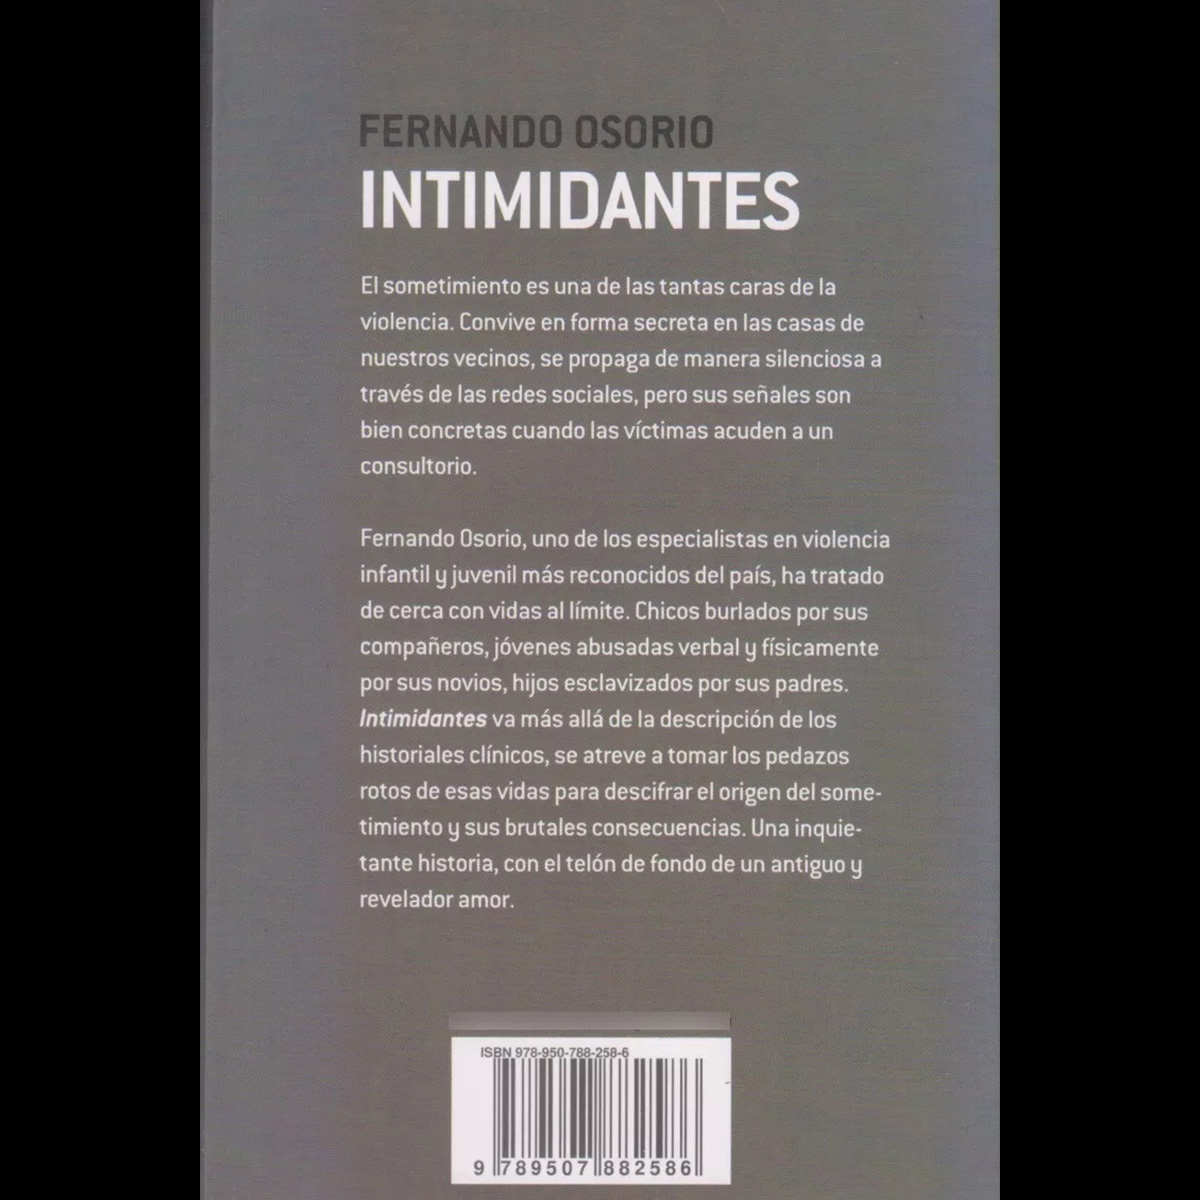 FERNANDO OSORIO
INTIMIDANTES
El sometimiento es una de las tantas caras de la
violencia. Convive en forma secreta en las casas de
nuestros vecinos, se propaga de manera silenciosa a
través de las redes sociales, pero sus señales son
bien concretas cuando las víctimas acuden a un
consultorio.
Fernando Osorio, uno de los especialistas en violencia
infantil y juvenil más reconocidos del país, ha tratado
de cerca con vidas al límite. Chicos burlados por sus
compañeros, jóvenes abusadas verbal y físicamente
por sus novios, hijos esclavizados por sus padres.
Intimidantes va más allá de la descripción de los
historiales clínicos, se atreve a tomar los pedazos
rotos de esas vidas para descifrar el origen del some-
timiento y sus brutales consecuencias. Una inquie-
tante historia, con el telón de fondo de un antiguo y
revelador amor.
ISBN 978-950-788-258-6
9 789507 882586